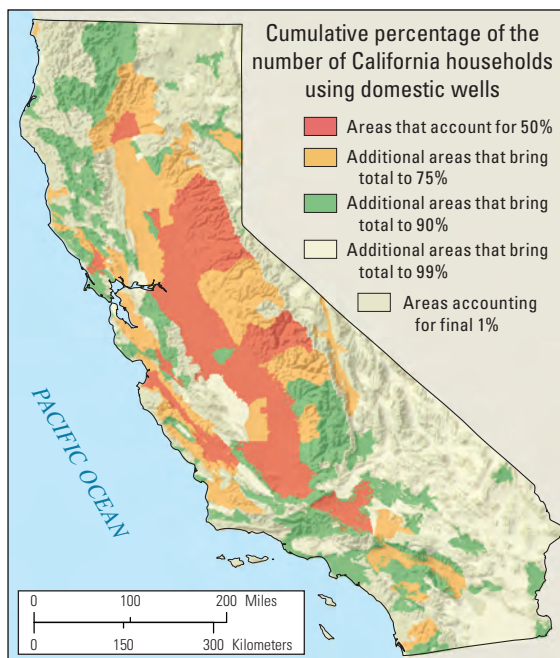 Cumulative percentage of the
number of California households
using domestic wells
Areas that account for 50%
Additional areas that bring
total to 75%
Additional areas that bring
total to 90%
Additional areas that bring
total to 99%
Areas accounting
for final 1%
PACIFIC OCEAN
0 100 200 Miles
0 150 300 Kilometers